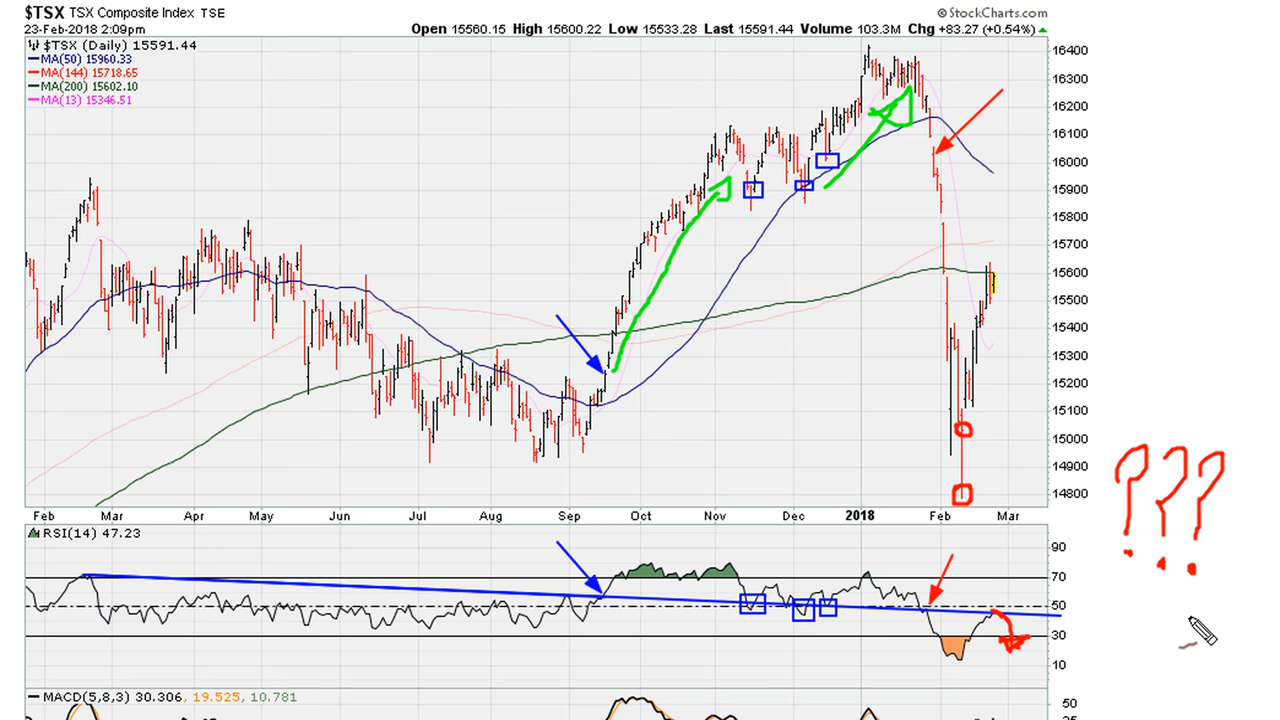 $TSX TSX Composite Index TSE
© StockCharts.com
23-Feb-2018 2:09pm
Open 15560.15 High 15600.22 Low 15533.28 Last 15591.44 Volume 103.3M Chg +83.27 (+0.54%)
$TSX (Daily) 15591.44
MA(50) 15960.33
MA(144) 15718.65
MA(200) 15602.10
MA(13) 15346.51
16400
16300
16200
16100
16000
15900
15800
15700
15600
15500
15400
15300
15200
15100
15000
14900
14800
Feb Mar Apr May Jun Jul Aug Sep Oct Nov Dec 2018 Feb Mar
???
RSI(14) 47.23
90
70
50
30
10
MACD(5,8,3) 30.306, 19.525, 10.781
50